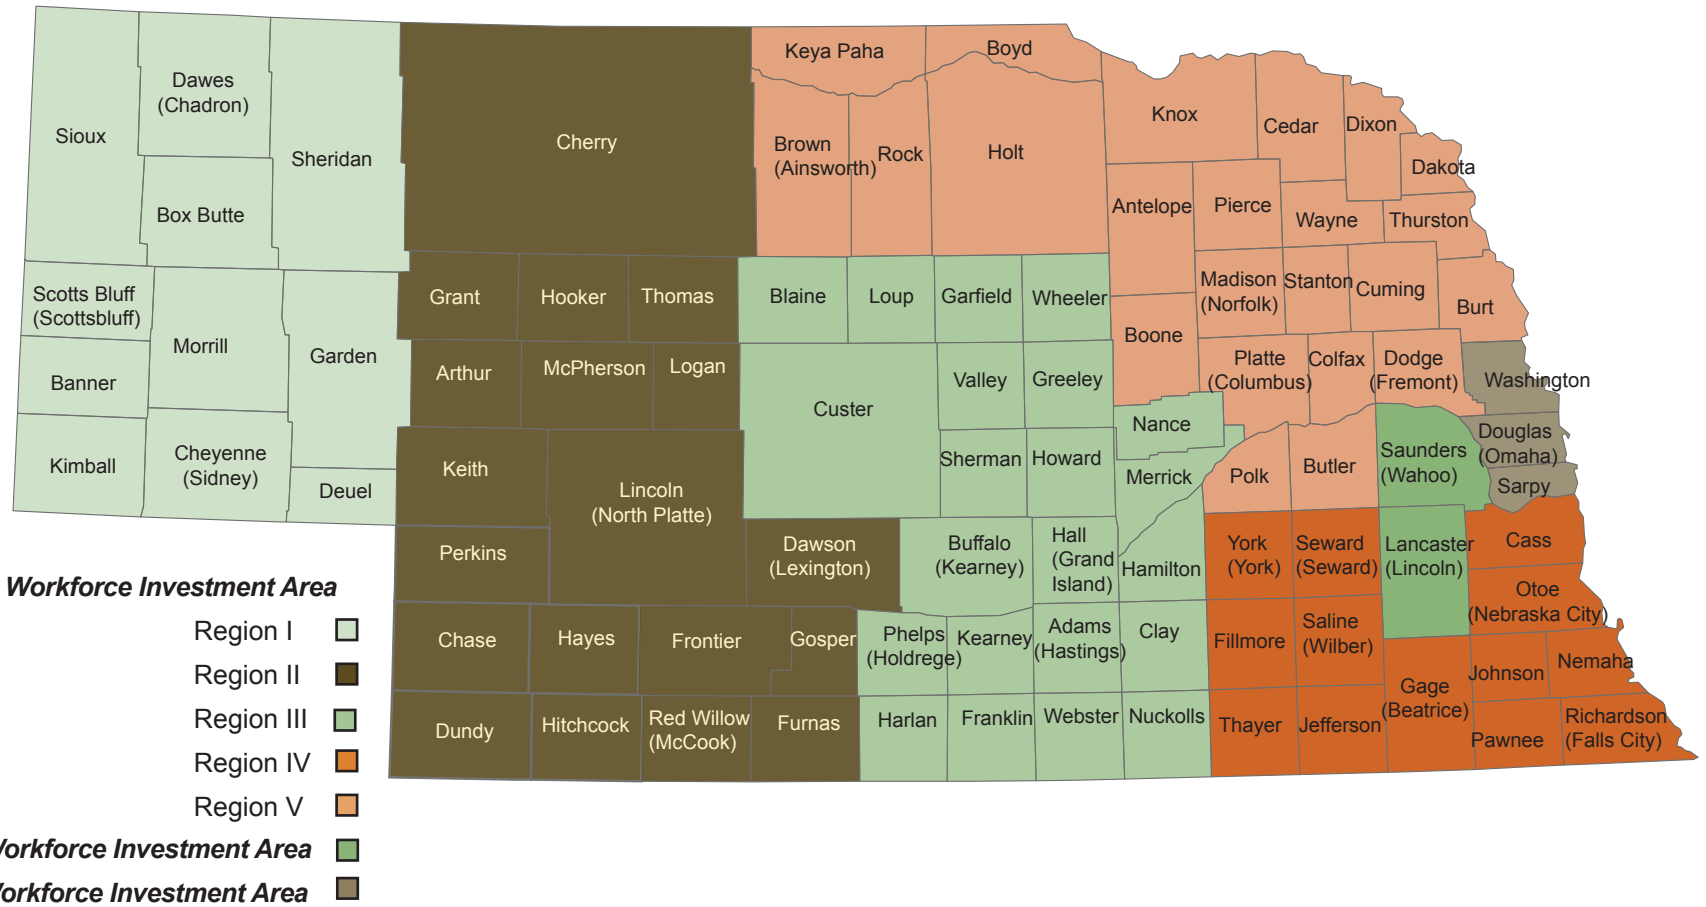 Keya Paha
Boyd
Dawes
(Chadron)
Sioux
Sheridan
Cherry
Brown
(Ainsworth)
Rock
Holt
Knox
Cedar
Dixon
Dakota
Box Butte
Antelope
Pierce
Wayne
Thurston
Scotts Bluff
(Scottsbluff)
Morrill
Garden
Grant
Hooker
Thomas
Blaine
Loup
Garfield
Wheeler
Boone
Madison
(Norfolk)
Stanton
Cuming
Burt
Banner
Arthur
McPherson
Logan
Custer
Valley
Greeley
Platte
(Columbus)
Colfax
Dodge
(Fremont)
Washington
Nance
Kimball
Cheyenne
(Sidney)
Deuel
Keith
Lincoln
(North Platte)
Sherman
Howard
Merrick
Polk
Butler
Saunders
(Wahoo)
Douglas
(Omaha)
Sarpy
Perkins
Dawson
(Lexington)
Buffalo
(Kearney)
Hall
(Grand
Island)
Hamilton
York
(York)
Seward
(Seward)
Lancaster
(Lincoln)
Cass
Otoe
(Nebraska City)
Chase
Hayes
Frontier
Gosper
Phelps
(Holdrege)
Kearney
Adams
(Hastings)
Clay
Fillmore
Saline
(Wilber)
Gage
(Beatrice)
Johnson
Nemaha
Dundy
Hitchcock
Red Willow
(McCook)
Furnas
Harlan
Franklin
Webster
Nuckolls
Thayer
Jefferson
Pawnee
Richardson
(Falls City)
Workforce Investment Area
Region I
Region II
Region III
Region IV
Region V
Workforce Investment Area
Workforce Investment Area